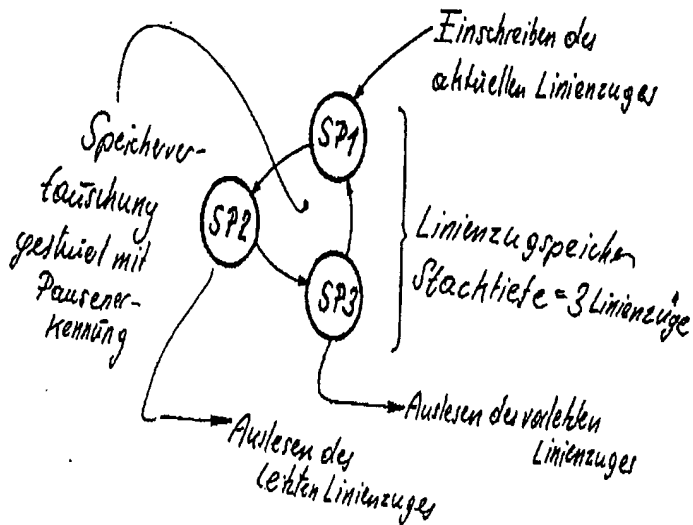 Einschreiben des
aktuellen Linienzuges
SP1
Speicherver-
tauschung
gesteuert mit
Pausener-
kennung
SP2
SP3
Linienzugspeicher
Stacktiefe = 3 Linienzüge
Auslesen des vorletzten
Linienzuges
Auslesen des
letzten Linienzuges